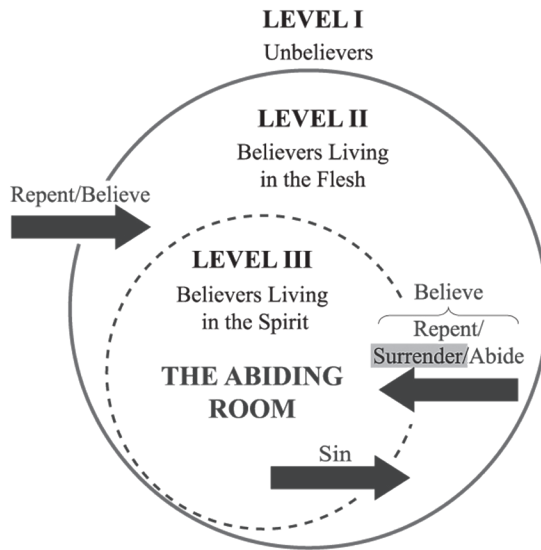 LEVEL I
Unbelievers
LEVEL II
Believers Living
in the Flesh
Repent/Believe
LEVEL III
Believers Living
in the Spirit
Believe
Repent/
Surrender/Abide
THE ABIDING
ROOM
Sin